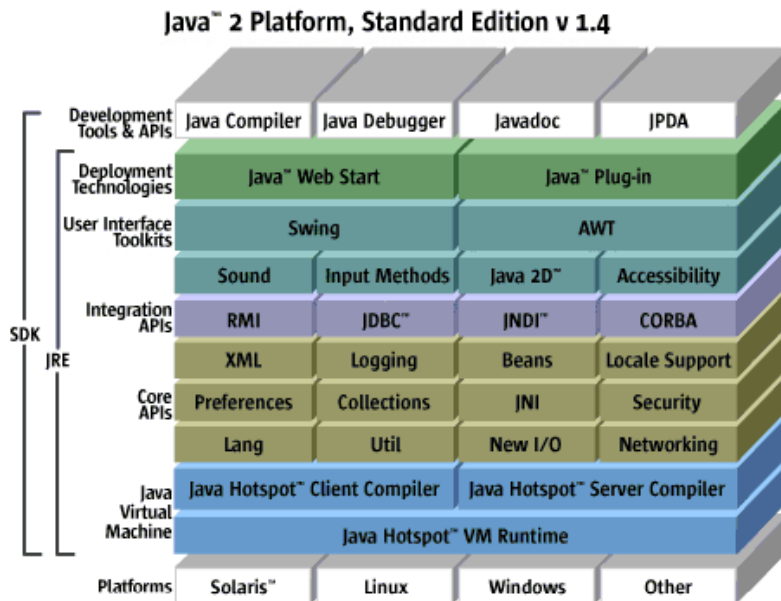 Java™ 2 Platform, Standard Edition v 1.4
Development
Tools & APIs
Java Compiler
Java Debugger
Javadoc
JPDA
Deployment
Technologies
Java™ Web Start
Java™ Plug-in
User Interface
Toolkits
Swing
AWT
Sound
Input Methods
Java 2D™
Accessibility
Integration
APIs
RMI
JDBC™
JNDI™
CORBA
SDK
JRE
XML
Logging
Beans
Locale Support
Core
APIs
Preferences
Collections
JNI
Security
Lang
Util
New I/O
Networking
Java
Virtual
Machine
Java Hotspot™ Client Compiler
Java Hotspot™ Server Compiler
Java Hotspot™ VM Runtime
Platforms
Solaris™
Linux
Windows
Other